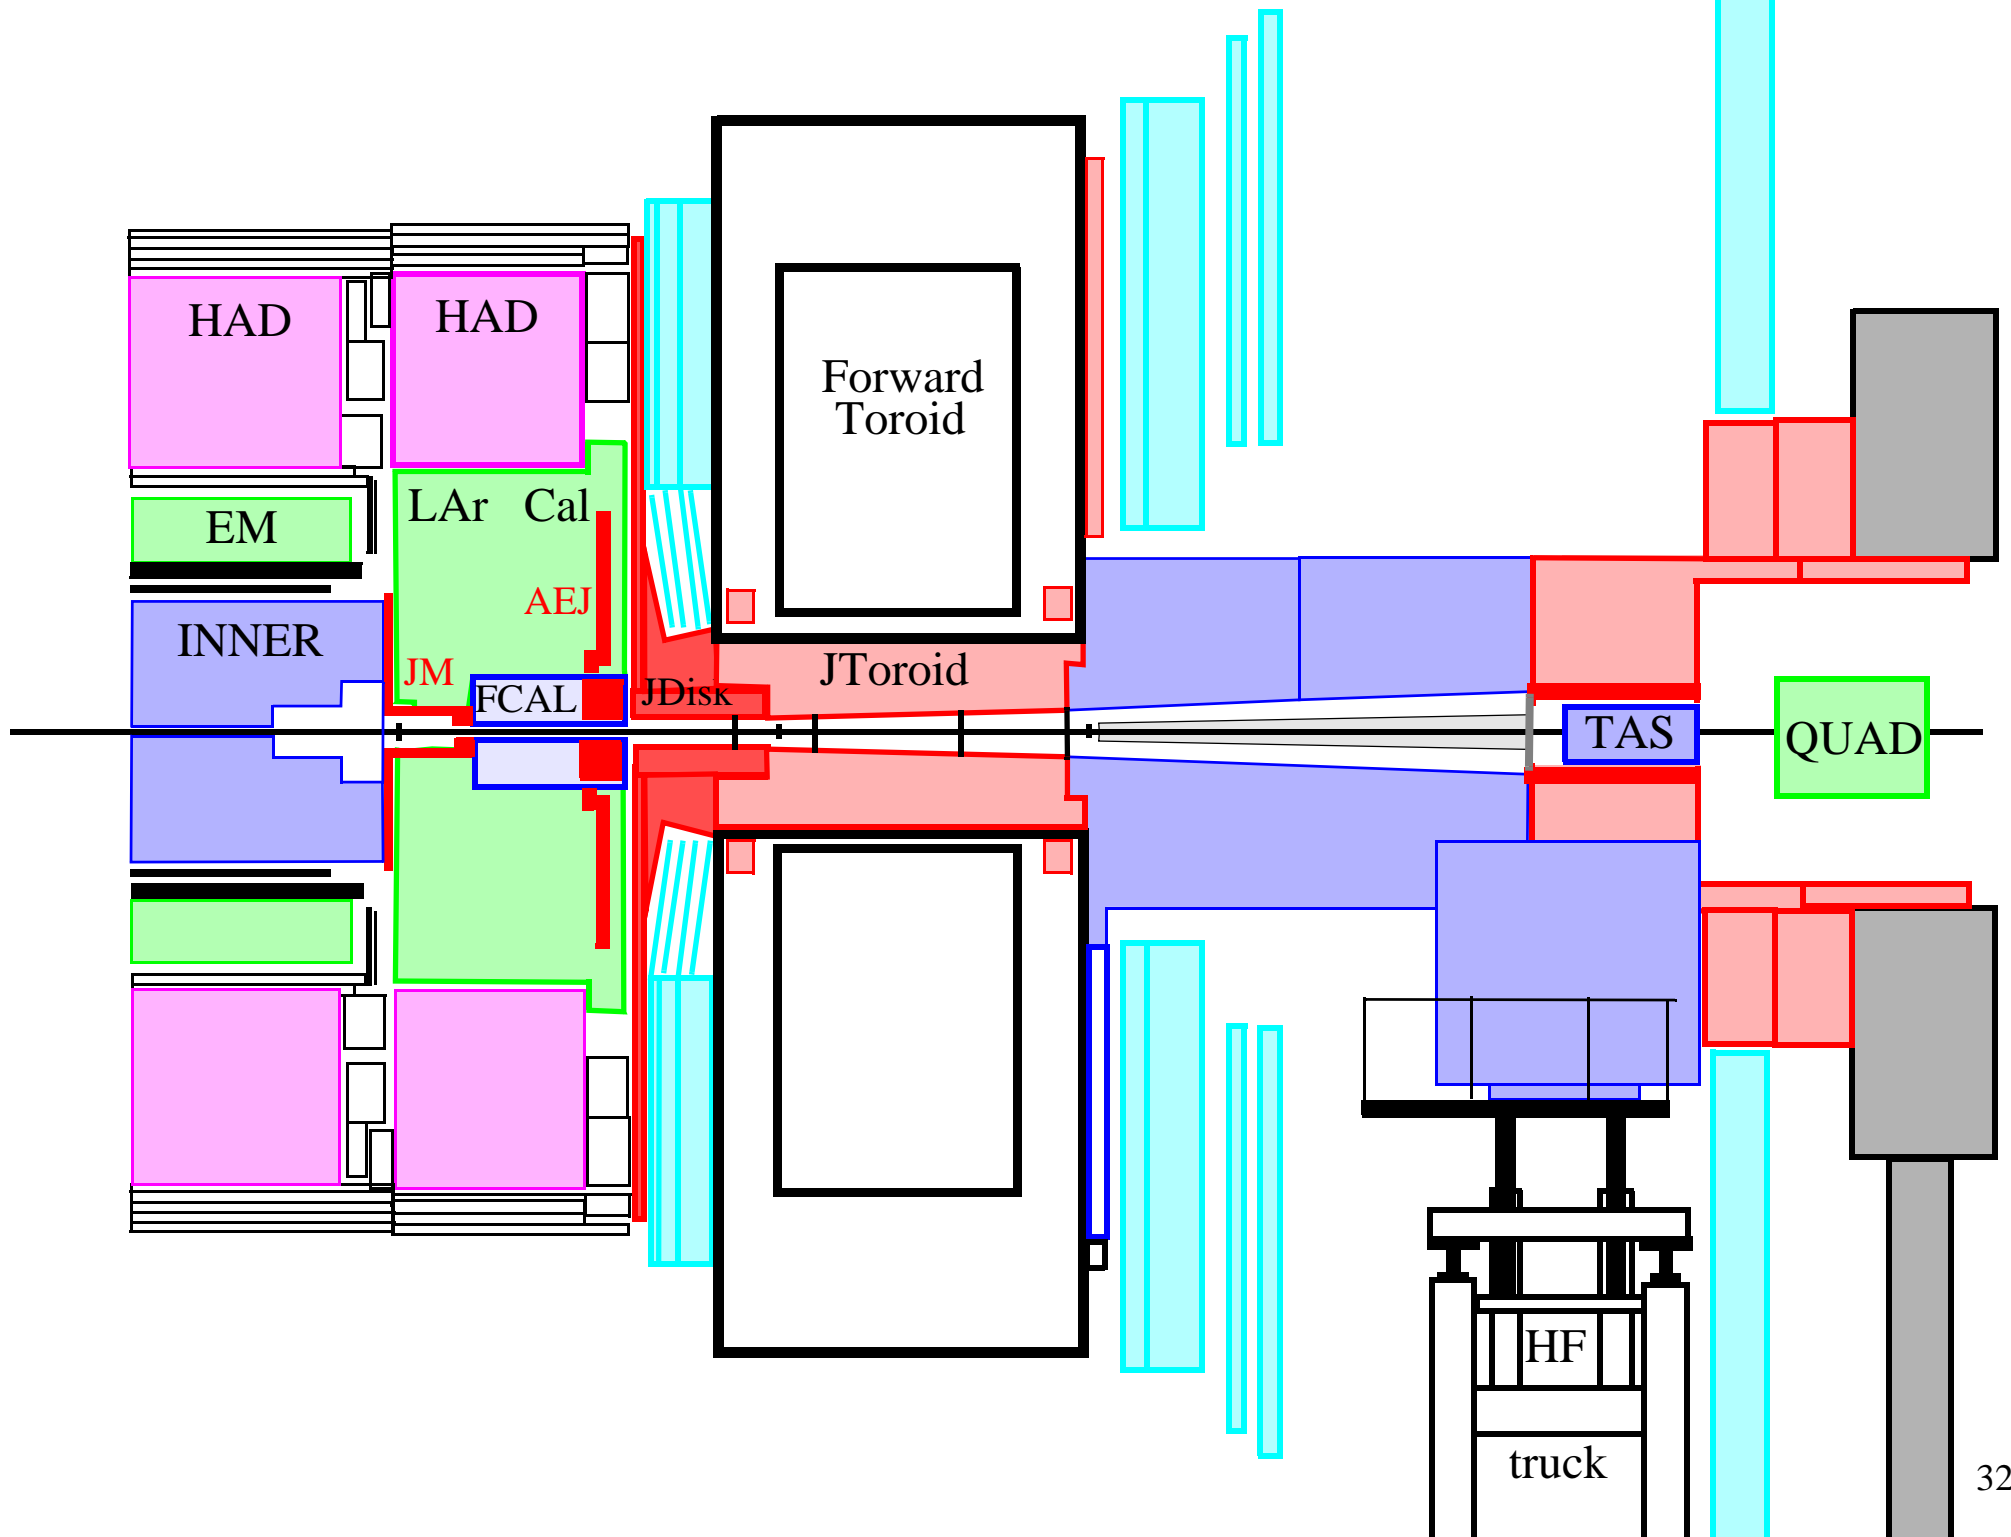 HAD
HAD
Forward
Toroid
LAr Cal
EM
AEJ
INNER
JM
FCAL
JDisk
JToroid
TAS
QUAD
HF
truck
32